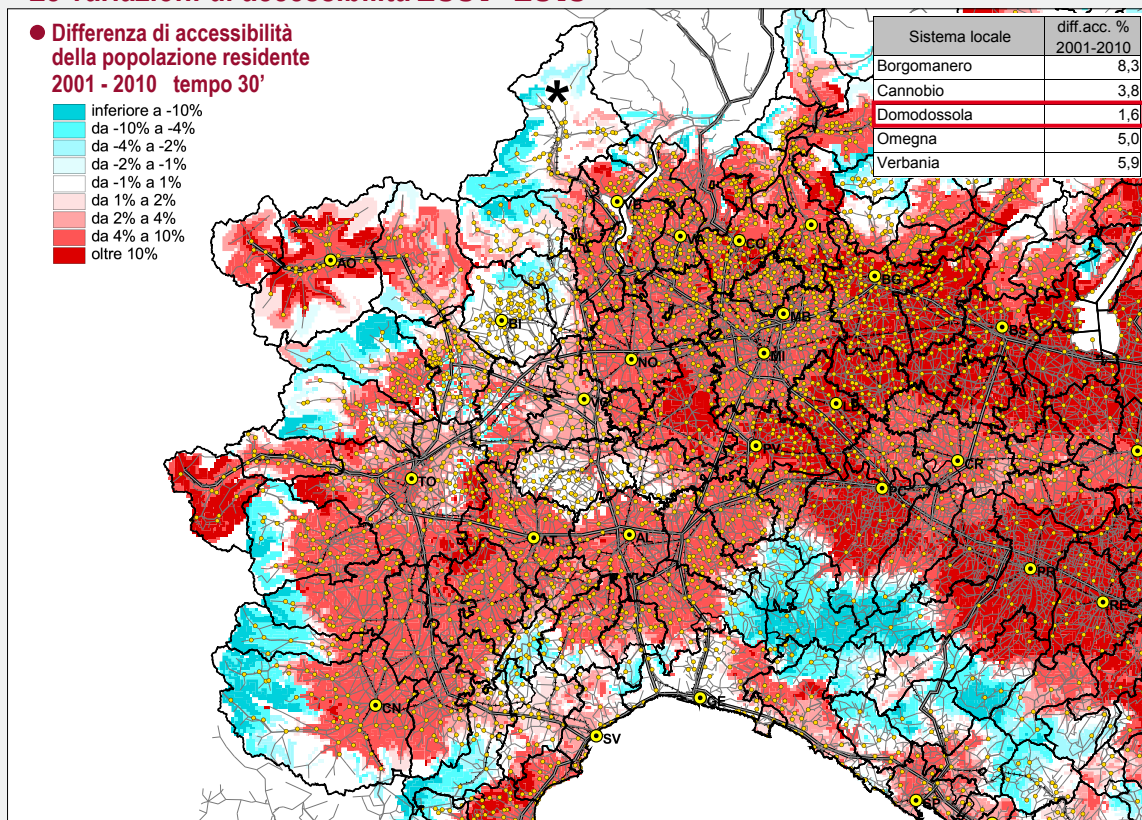 ● Differenza di accessibilità
della popolazione residente
2001 - 2010 tempo 30’
inferiore a -10%
da -10% a -4%
da -4% a -2%
da -2% a -1%
da -1% a 1%
da 1% a 2%
da 2% a 4%
da 4% a 10%
oltre 10%
Sistema locale diff.acc. % 2001-2010
Borgomanero 8,3
Cannobio 3,8
Domodossola 1,6
Omegna 5,0
Verbania 5,9
*
VB
VA
CO
AO
BG
BI
MB
BS
NO
MI
CR
TO
AT
AL
PR
RE
CN
GE
SV
SP